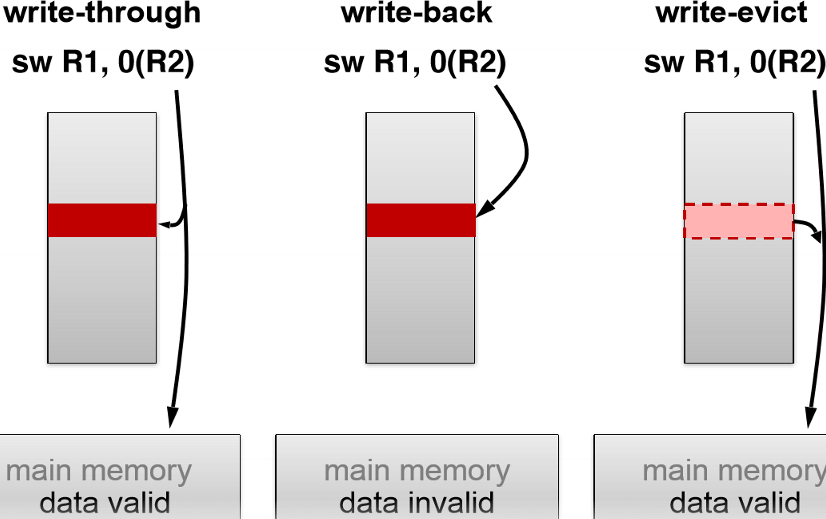 write-through
sw R1, 0(R2)
main memory
data valid
write-back
sw R1, 0(R2)
main memory
data invalid
write-evict
sw R1, 0(R2)
main memory
data valid